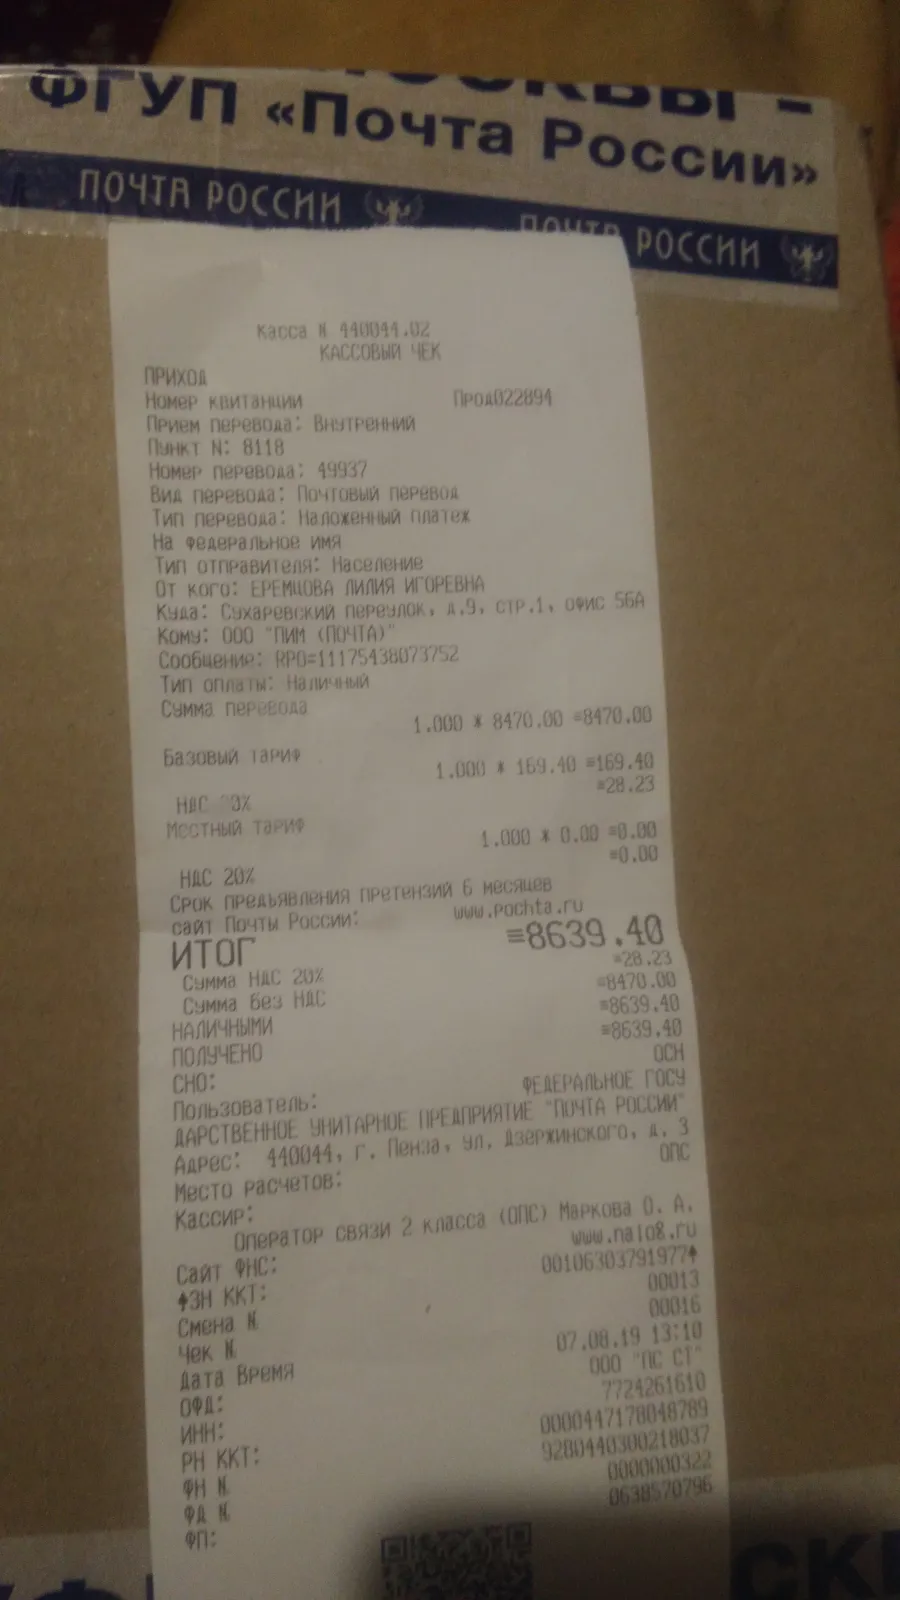 ФГУП «Почта России»
ПОЧТА РОССИИ ПОЧТА РОССИИ
Касса № 440044.02
КАССОВЫЙ ЧЕК
ПРИХОД
Номер квитанции Прод022894
Прием перевода: Внутренний
Пункт N: 8118
Номер перевода: 49937
Вид перевода: Почтовый перевод
Тип перевода: Наложенный платеж
На федеральное имя
Тип отправителя: Население
От кого: ЕРЕМЦОВА ЛИЛИЯ ИГОРЕВНА
Куда: Сухаревский переулок, д.9, стр.1, офис 56А
Кому: ООО "ПИМ (ПОЧТА)"
Сообщение: RPO=11175438073752
Тип оплаты: Наличный
Сумма перевода
1.000 * 8470.00 =8470.00
Базовый тариф
1.000 * 169.40 =169.40
НДС 20% =28.23
Местный тариф
1.000 * 0.00 =0.00
НДС 20% =0.00
Срок предьявления претензий 6 месяцев
сайт Почты России: www.pochta.ru
ИТОГ =8639.40
Сумма НДС 20% =28.23
Сумма без НДС =8470.00
НАЛИЧНЫМИ =8639.40
ПОЛУЧЕНО =8639.40
СНО: ОСН
Пользователь: ФЕДЕРАЛЬНОЕ ГОСУ
ДАРСТВЕННОЕ УНИТАРНОЕ ПРЕДПРИЯТИЕ "ПОЧТА РОССИИ"
Адрес: 440044, г. Пенза, ул. Дзержинского, д. 3
Место расчетов: ОПС
Кассир:
Оператор связи 2 класса (ОПС) Маркова О. А.
Сайт ФНС: www.nalog.ru
ЗН ККТ: 00106303791977
Смена № 00013
Чек № 00016
Дата Время 07.08.19 13:10
ОФД: ООО "ПС СТ"
ИНН: 7724261610
РН ККТ: 0000447178048789
ФН № 9280440300218037
ФД № 0000000322
ФП: 0638570796